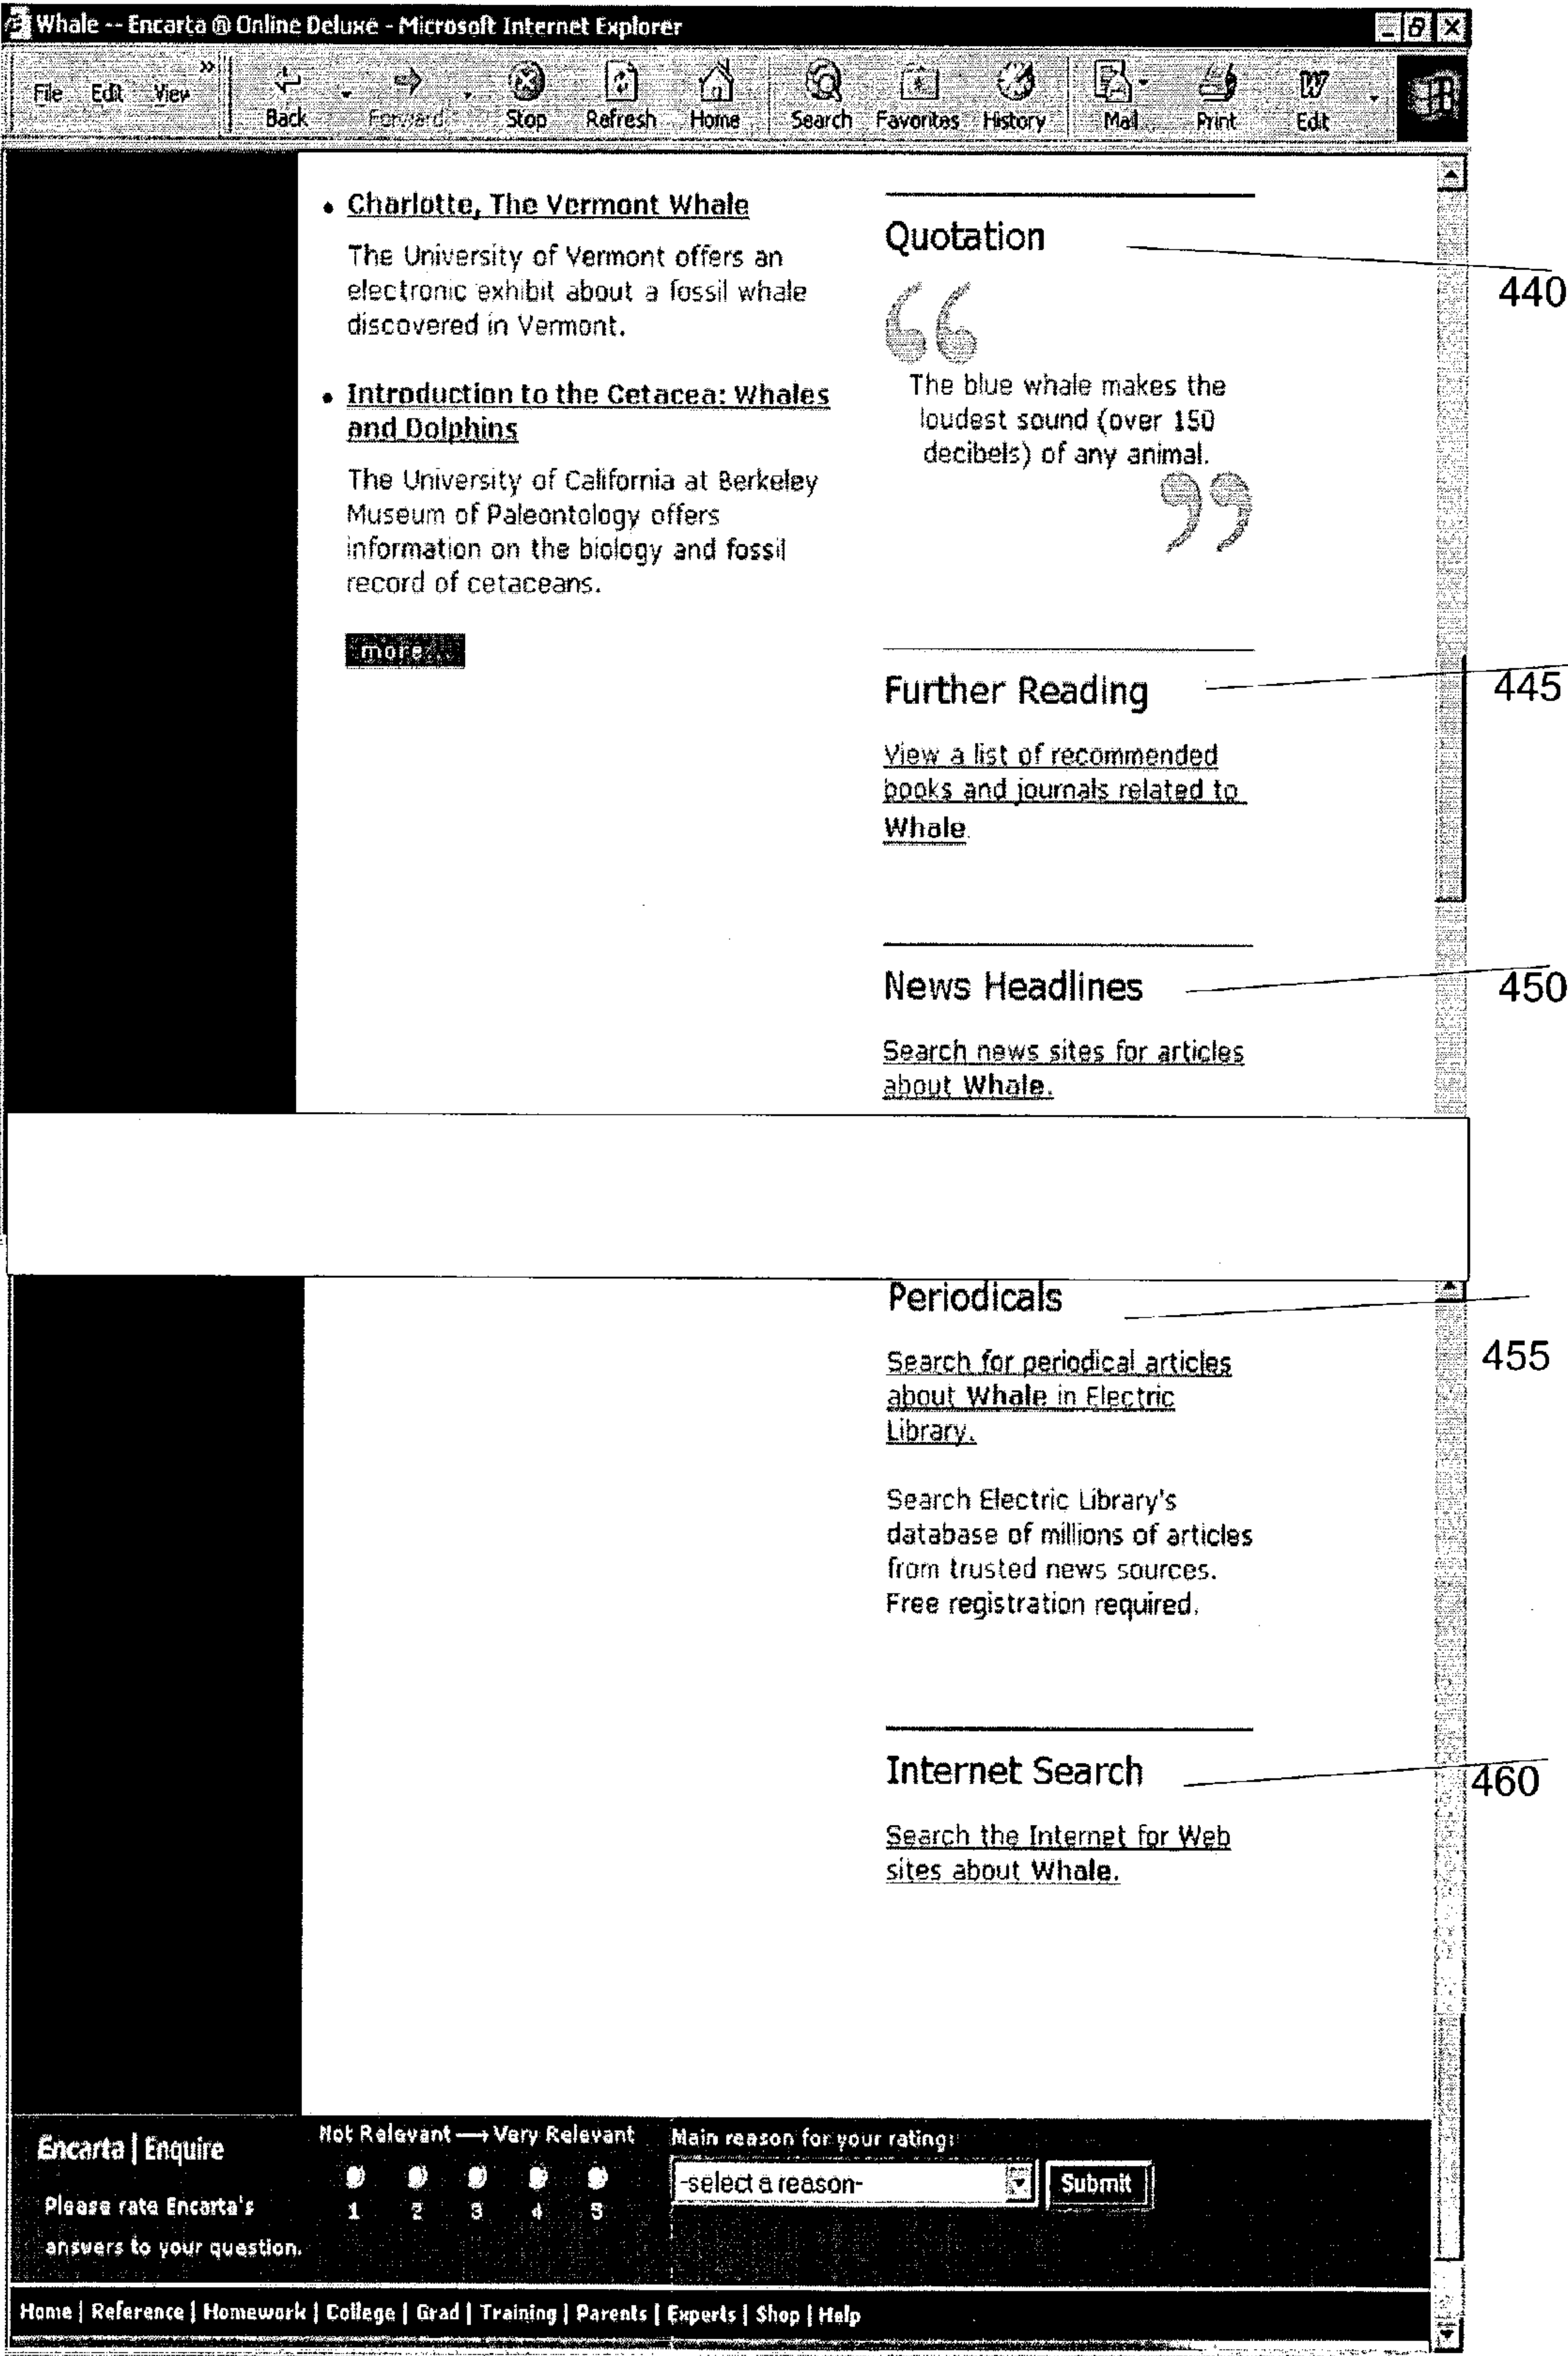 Whale -- Encarta ® Online Deluxe - Microsoft Internet Explorer
File Edit View »
Back Forward Stop Refresh Home Search Favorites History Mail Print Edit
• Charlotte, The Vermont Whale
The University of Vermont offers an
electronic exhibit about a fossil whale
discovered in Vermont.
• Introduction to the Cetacea: Whales
and Dolphins
The University of California at Berkeley
Museum of Paleontology offers
information on the biology and fossil
record of cetaceans.
more...
Quotation
440
“
The blue whale makes the
loudest sound (over 150
decibels) of any animal.
”
Further Reading
445
View a list of recommended
books and journals related to
Whale.
News Headlines
450
Search news sites for articles
about Whale.
Periodicals
455
Search for periodical articles
about Whale in Electric
Library.
Search Electric Library's
database of millions of articles
from trusted news sources.
Free registration required.
Internet Search
460
Search the Internet for Web
sites about Whale.
Encarta | Enquire
Please rate Encarta's
answers to your question.
Not Relevant → Very Relevant
1 2 3 4 5
Main reason for your rating:
-select a reason-
Submit
Home | Reference | Homework | College | Grad | Training | Parents | Experts | Shop | Help